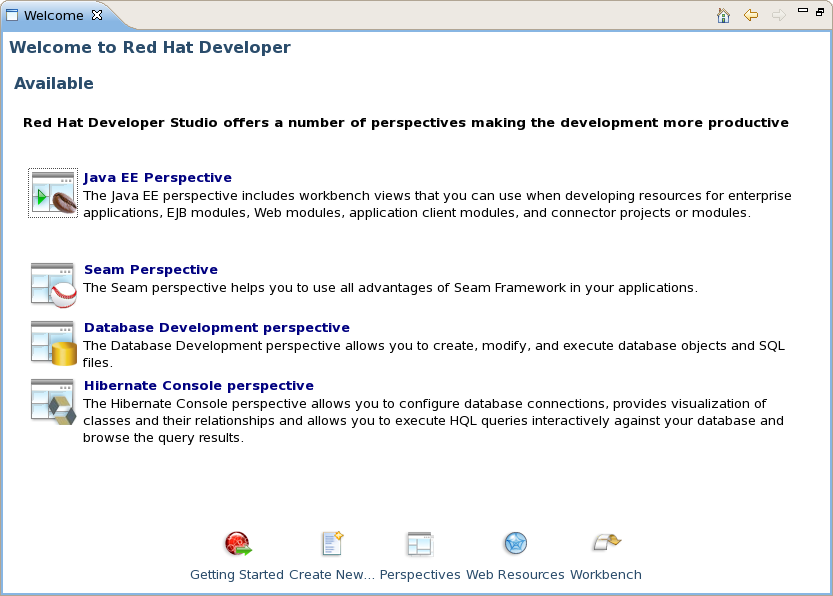 Welcome
Welcome to Red Hat Developer
Available
Red Hat Developer Studio offers a number of perspectives making the development more productive
Java EE Perspective
The Java EE perspective includes workbench views that you can use when developing resources for enterprise
applications, EJB modules, Web modules, application client modules, and connector projects or modules.
Seam Perspective
The Seam perspective helps you to use all advantages of Seam Framework in your applications.
Database Development perspective
The Database Development perspective allows you to create, modify, and execute database objects and SQL
files.
Hibernate Console perspective
The Hibernate Console perspective allows you to configure database connections, provides visualization of
classes and their relationships and allows you to execute HQL queries interactively against your database and
browse the query results.
Getting Started Create New... Perspectives Web Resources Workbench